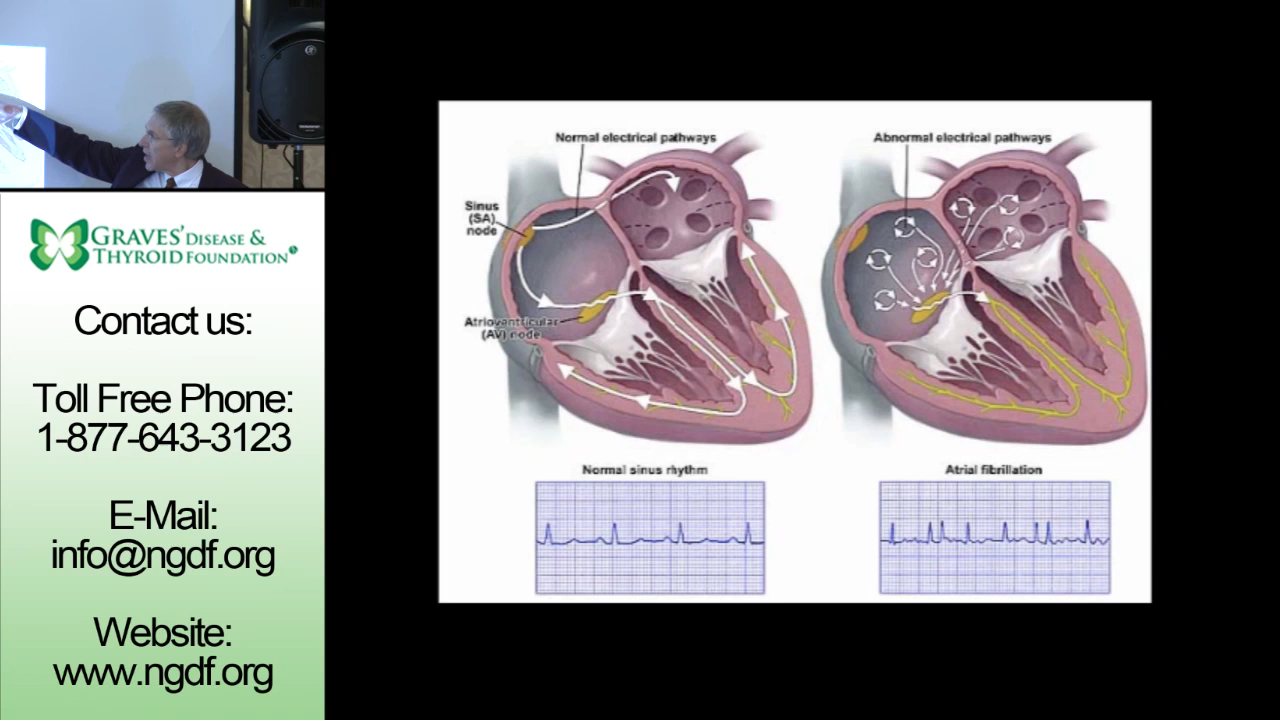 GRAVES' DISEASE &
THYROID FOUNDATION
Contact us:
Toll Free Phone:
1-877-643-3123
E-Mail:
info@ngdf.org
Website:
www.ngdf.org
Normal electrical pathways
Sinus
(SA)
node
Atrioventricular
(AV) node
Normal sinus rhythm
Abnormal electrical pathways
Atrial fibrillation